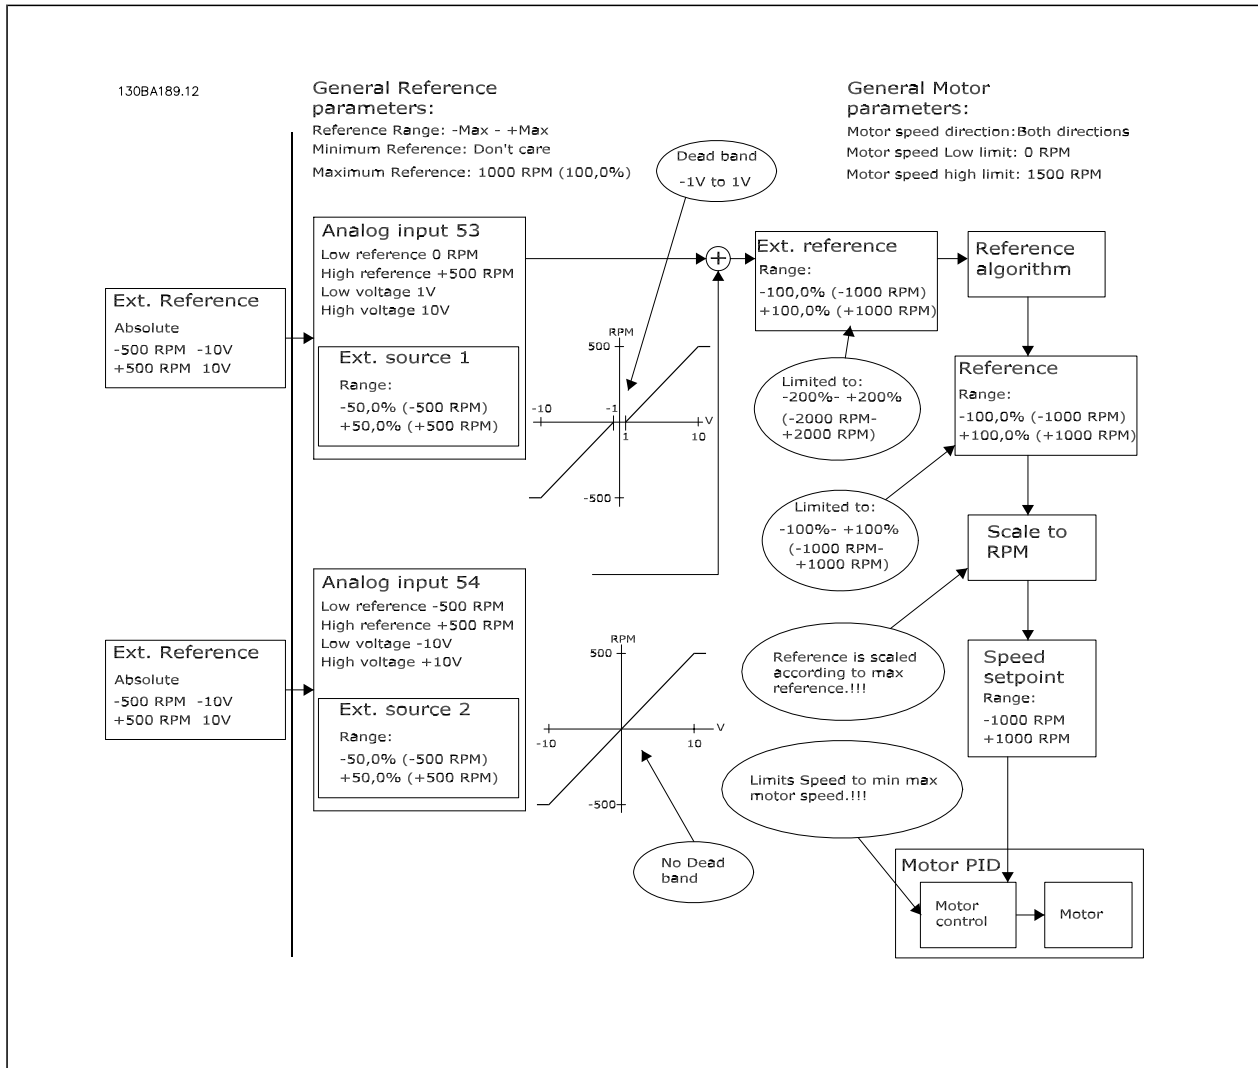 130BA189.12
General Reference
parameters:
Reference Range: -Max - +Max
Minimum Reference: Don't care
Maximum Reference: 1000 RPM (100,0%)
General Motor
parameters:
Motor speed direction:Both directions
Motor speed Low limit: 0 RPM
Motor speed high limit: 1500 RPM
Dead band
-1V to 1V
Ext. Reference
Absolute
-500 RPM -10V
+500 RPM 10V
Analog input 53
Low reference 0 RPM
High reference +500 RPM
Low voltage 1V
High voltage 10V
Ext. source 1
Range:
-50,0% (-500 RPM)
+50,0% (+500 RPM)
RPM
500
-10
-1
V
1
10
-500
+
Ext. reference
Range:
-100,0% (-1000 RPM)
+100,0% (+1000 RPM)
Reference
algorithm
Limited to:
-200%- +200%
(-2000 RPM-
+2000 RPM)
Reference
Range:
-100,0% (-1000 RPM)
+100,0% (+1000 RPM)
Limited to:
-100%- +100%
(-1000 RPM-
+1000 RPM)
Scale to
RPM
Ext. Reference
Absolute
-500 RPM -10V
+500 RPM 10V
Analog input 54
Low reference -500 RPM
High reference +500 RPM
Low voltage -10V
High voltage +10V
Ext. source 2
Range:
-50,0% (-500 RPM)
+50,0% (+500 RPM)
RPM
500
V
-10
10
-500
No Dead
band
Reference is scaled
according to max
reference.!!!
Speed
setpoint
Range:
-1000 RPM
+1000 RPM
Limits Speed to min max
motor speed.!!!
Motor PID
Motor
control
Motor